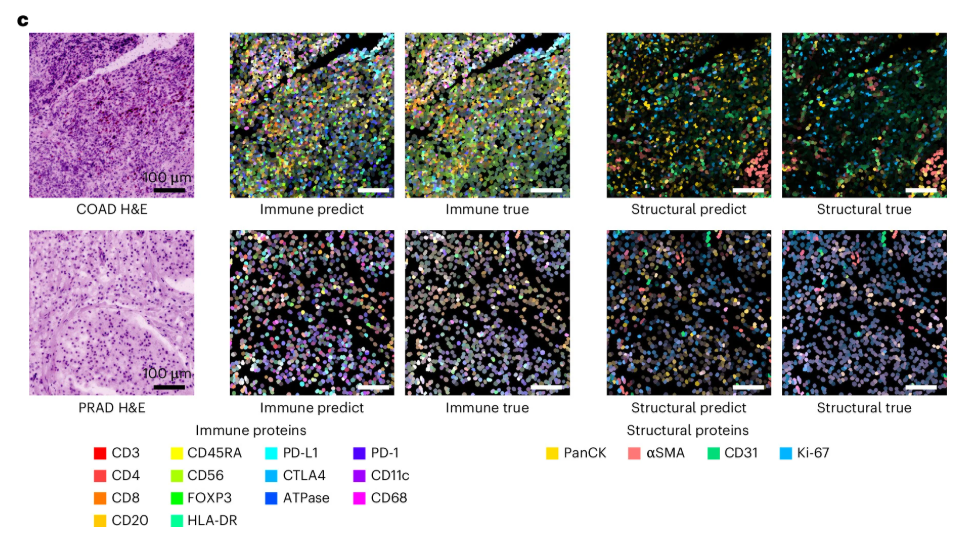 c
400 µm
COAD H&E
Immune predict
Immune true
Structural predict
Structural true
100 µm
PRAD H&E
Immune predict
Immune true
Structural predict
Structural true
Immune proteins
Structural proteins
CD3 CD45RA PD-L1 PD-1
PanCK αSMA CD31 Ki-67
CD4 CD56 CTLA4 CD11c
CD8 FOXP3 ATPase CD68
CD20 HLA-DR